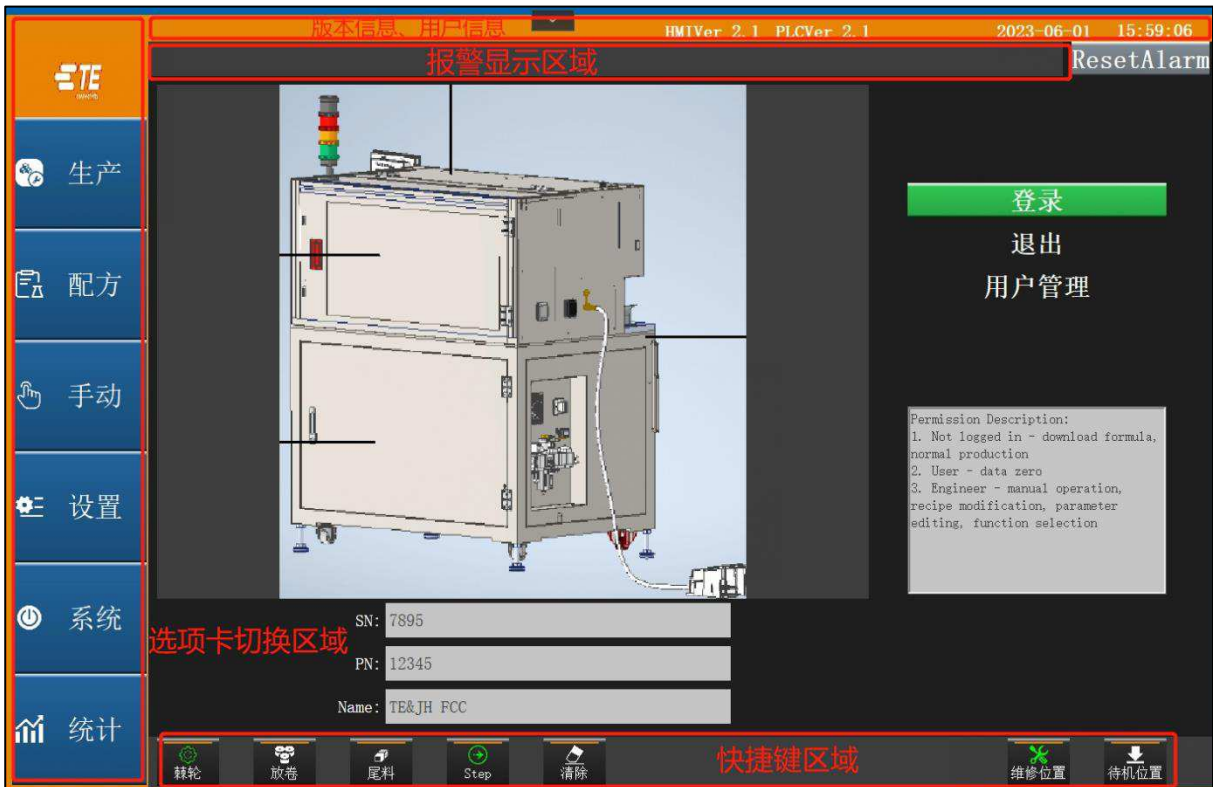 版本信息、用户信息
HMIVer 2.1 PLCVer 2.1
2023-06-01 15:59:06
报警显示区域
ResetAlarm
TE
生产
配方
手动
设置
系统
统计
登录
退出
用户管理
Permission Description:
1. Not logged in - download formula,
normal production
2. User - data zero
3. Engineer - manual operation,
recipe modification, parameter
editing, function selection
选项卡切换区域
SN: 7895
PN: 12345
Name: TE&JH FCC
棘轮
放卷
尾料
Step
清除
快捷键区域
维修位置
待机位置